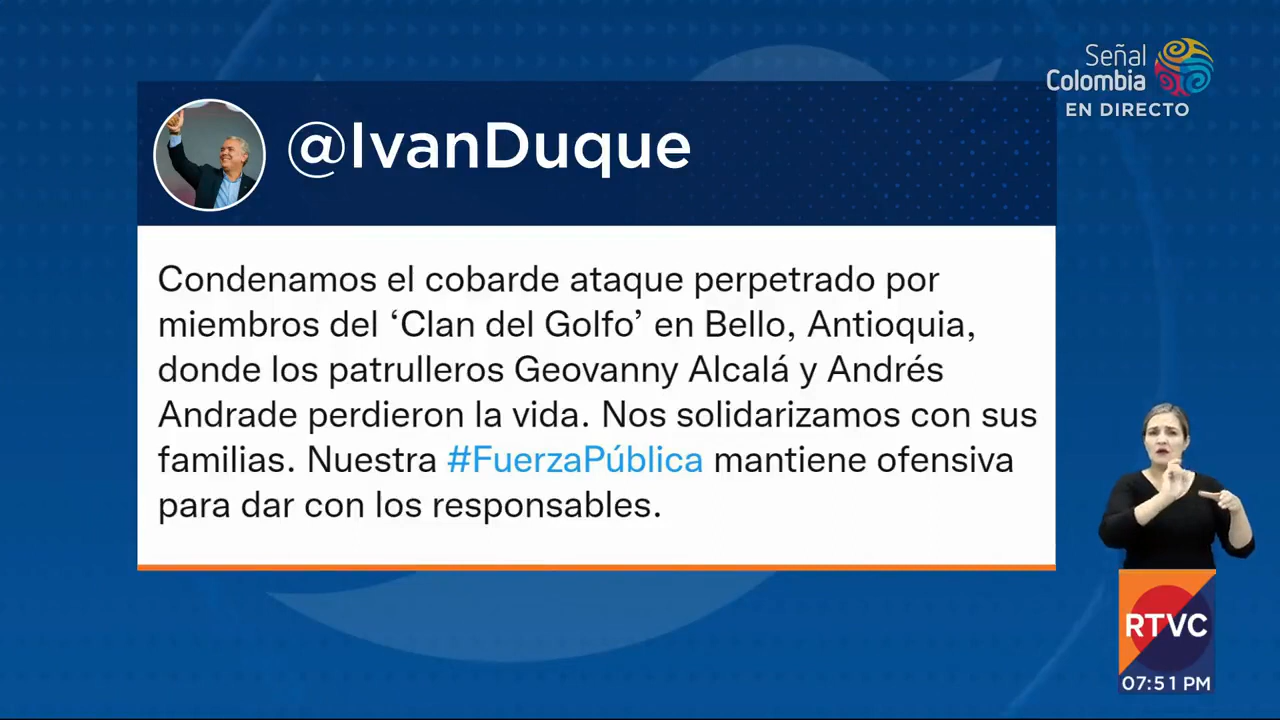 Señal
Colombia
EN DIRECTO
@IvanDuque
Condenamos el cobarde ataque perpetrado por
miembros del ‘Clan del Golfo’ en Bello, Antioquia,
donde los patrulleros Geovanny Alcalá y Andrés
Andrade perdieron la vida. Nos solidarizamos con sus
familias. Nuestra #FuerzaPública mantiene ofensiva
para dar con los responsables.
RTVC
07:51 PM